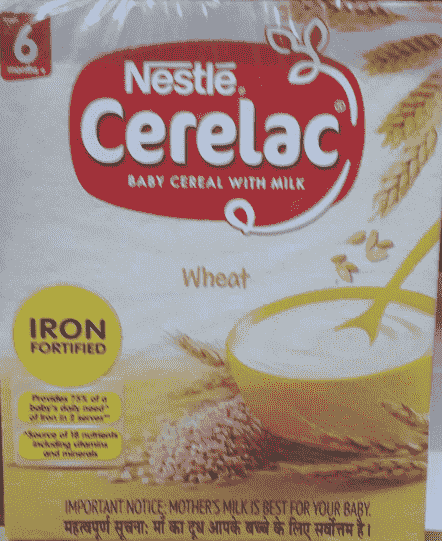 6
months +
Nestlé®
Cerelac®
BABY CEREAL WITH MILK
Wheat
IRON
FORTIFIED
Provides 75% of a
baby's daily need*
of Iron in 2 serves**
^Source of 18 nutrients
including vitamins
and minerals
IMPORTANT NOTICE: MOTHER'S MILK IS BEST FOR YOUR BABY.
महत्वपूर्ण सूचना: माँ का दूध आपके बच्चे के लिए सर्वोत्तम है।